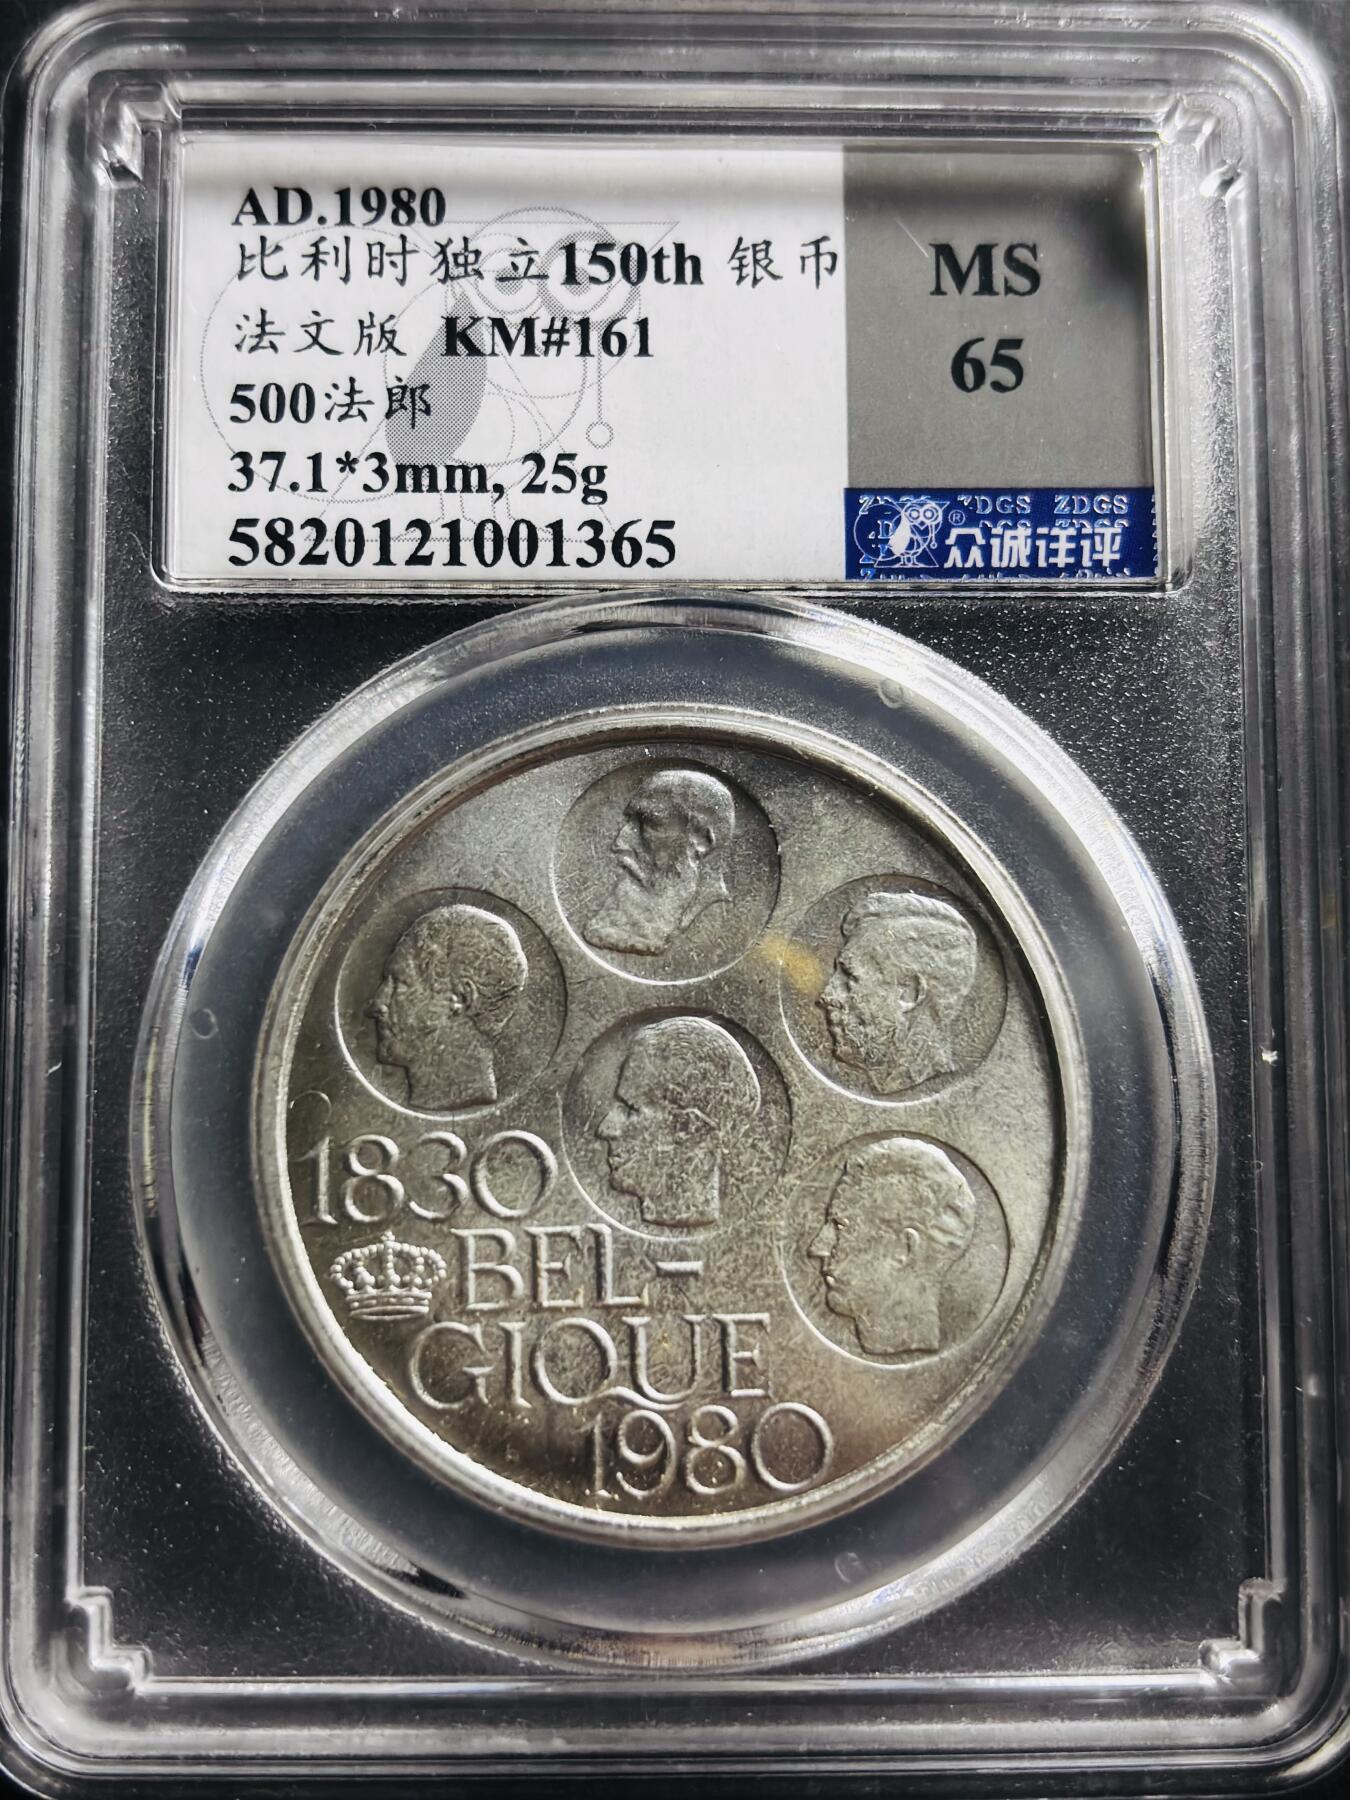 AD.1980
比利时独立150th 银币
法文版 KM#161
500法郎
37.1*3mm, 25g
5820121001365
MS
65
ZDGS ZDGS ZDGS
®众诚详评
1830
BEL-
GIQUE
1980